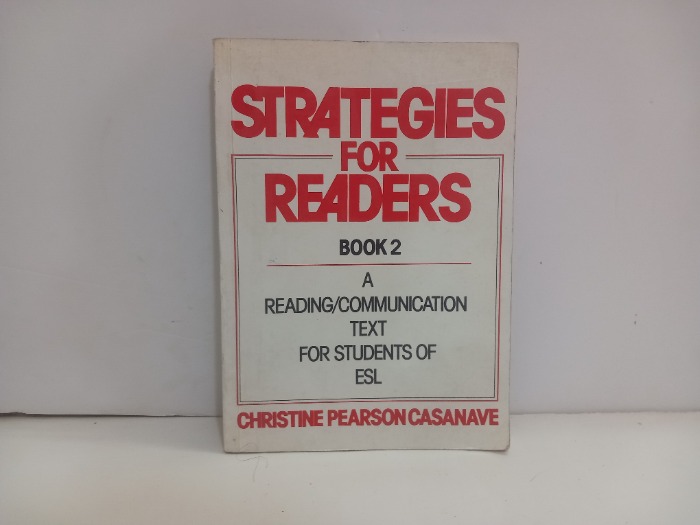 STRATEGIES
FOR
READERS
BOOK 2
A
READING/COMMUNICATION
TEXT
FOR STUDENTS OF
ESL
CHRISTINE PEARSON CASANAVE